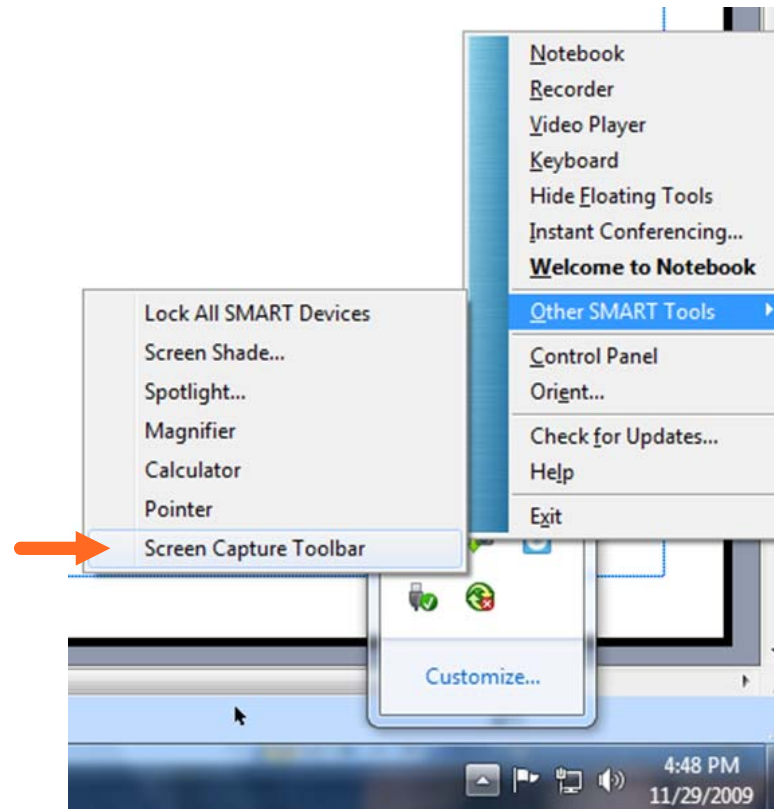 Notebook
Recorder
Video Player
Keyboard
Hide Floating Tools
Instant Conferencing...
Welcome to Notebook
Other SMART Tools
Control Panel
Orient...
Check for Updates...
Help
Exit
Lock All SMART Devices
Screen Shade...
Spotlight...
Magnifier
Calculator
Pointer
Screen Capture Toolbar
Customize...
4:48 PM
11/29/2009